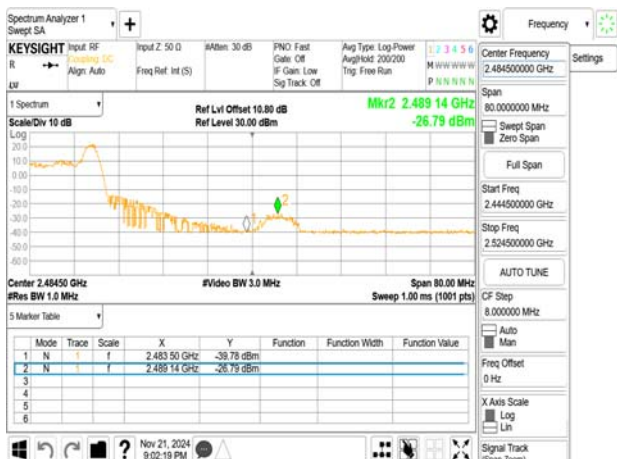 Spectrum Analyzer 1
Swept SA
Frequency
KEYSIGHT
R
Input: RF
Coupling: DC
Align: Auto
Input Z: 50 Ω
Freq Ref: Int (S)
#Atten: 30 dB
PNO: Fast
Gate: Off
IF Gain: Low
Sig Track: Off
Avg Type: Log-Power
Avg|Hold: 200/200
Trig: Free Run
1 2 3 4 5 6
M W W W W W
P N N N N N
1 Spectrum
Scale/Div 10 dB
Ref Lvl Offset 10.80 dB
Ref Level 30.00 dBm
Mkr2 2.489 14 GHz
-26.79 dBm
Log
20.0
10.0
0.00
-10.0
-20.0
-30.0
-40.0
-50.0
-60.0
2
Center 2.48450 GHz
#Res BW 1.0 MHz
#Video BW 3.0 MHz
Span 80.00 MHz
Sweep 1.00 ms (1001 pts)
5 Marker Table
Mode Trace Scale X Y Function Function Width Function Value
1 N 1 f 2.483 50 GHz -39.78 dBm
2 N 1 f 2.489 14 GHz -26.79 dBm
3
4
5
6
Nov 21, 2024
9:02:19 PM
Center Frequency
2.484500000 GHz
Settings
Span
80.0000000 MHz
Swept Span
Zero Span
Full Span
Start Freq
2.444500000 GHz
Stop Freq
2.524500000 GHz
AUTO TUNE
CF Step
8.000000 MHz
Auto
Man
Freq Offset
0 Hz
X Axis Scale
Log
Lin
Signal Track